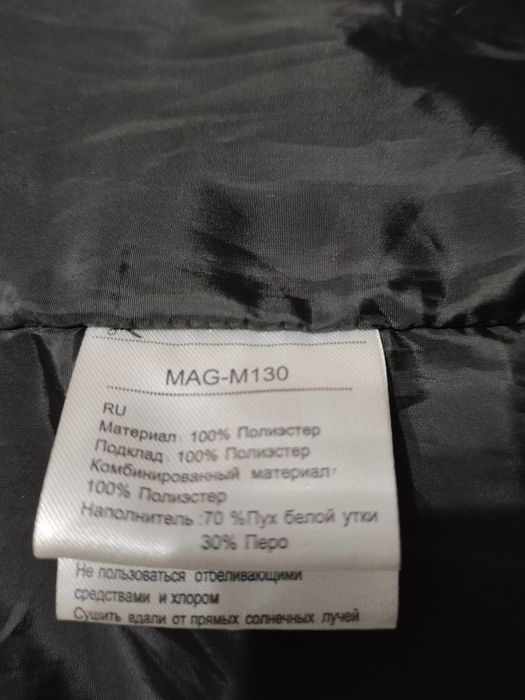 MAG-M130
RU
Материал: 100% Полиэстер
Подклад: 100% Полиэстер
Комбинированный материал:
100% Полиэстер
Наполнитель :70 %Пух белой утки
30% Перо
Не пользоваться отбеливающими
средствами и хлором
Сушить вдали от прямых солнечных лучей